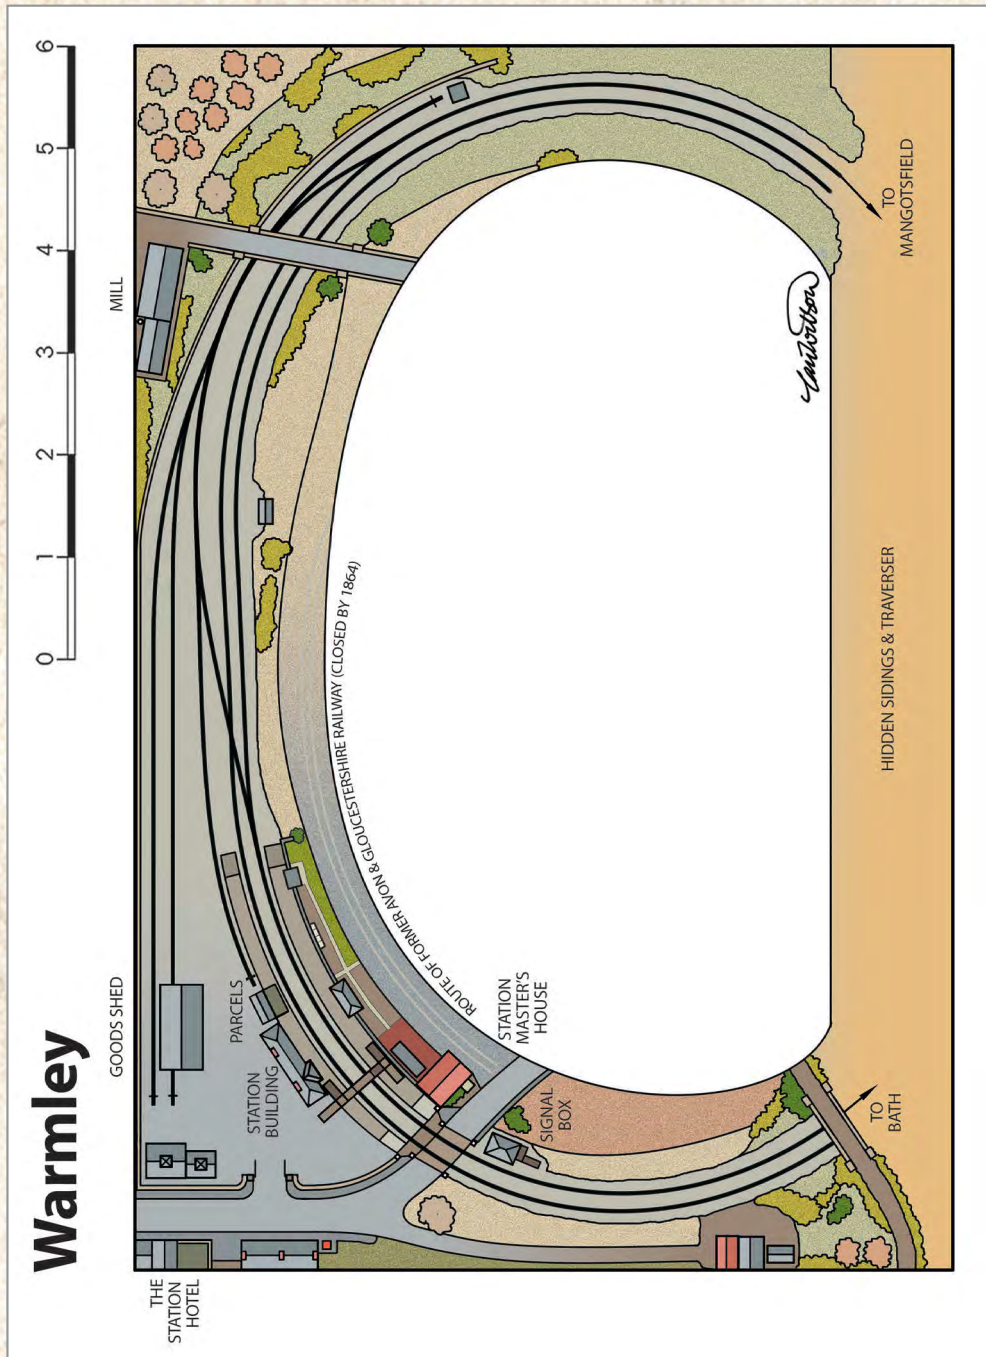 Warmley
0 1 2 3 4 5 6
THE
STATION
HOTEL
GOODS SHED
MILL
PARCELS
STATION
BUILDING
ROUTE OF FORMER AVON & GLOUCESTERSHIRE RAILWAY (CLOSED BY 1864)
STATION
MASTER'S
HOUSE
SIGNAL
BOX
TO
BATH
HIDDEN SIDINGS & TRAVERSER
TO
MANGOTSFIELD